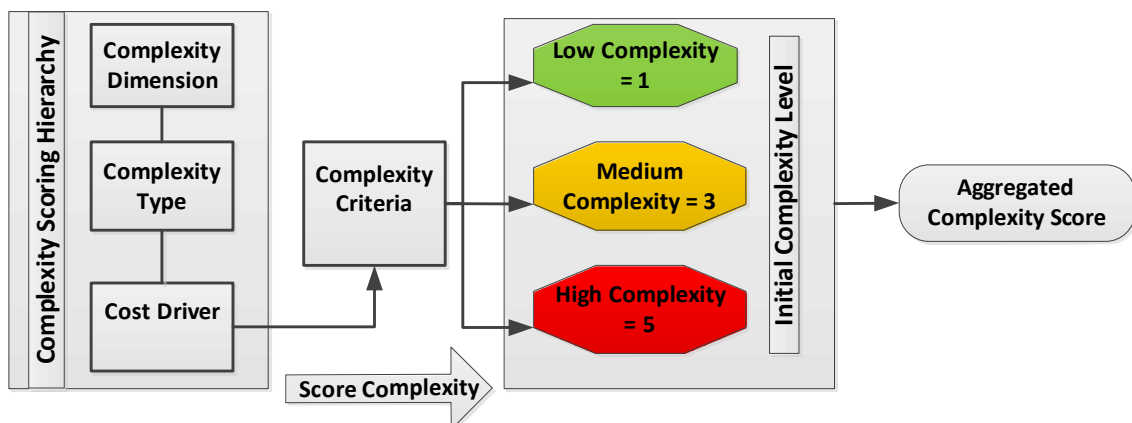 Complexity Scoring Hierarchy
Complexity
Dimension
Complexity
Type
Cost Driver
Complexity
Criteria
Score Complexity
Low Complexity
= 1
Medium
Complexity = 3
High Complexity
= 5
Initial Complexity Level
Aggregated
Complexity Score